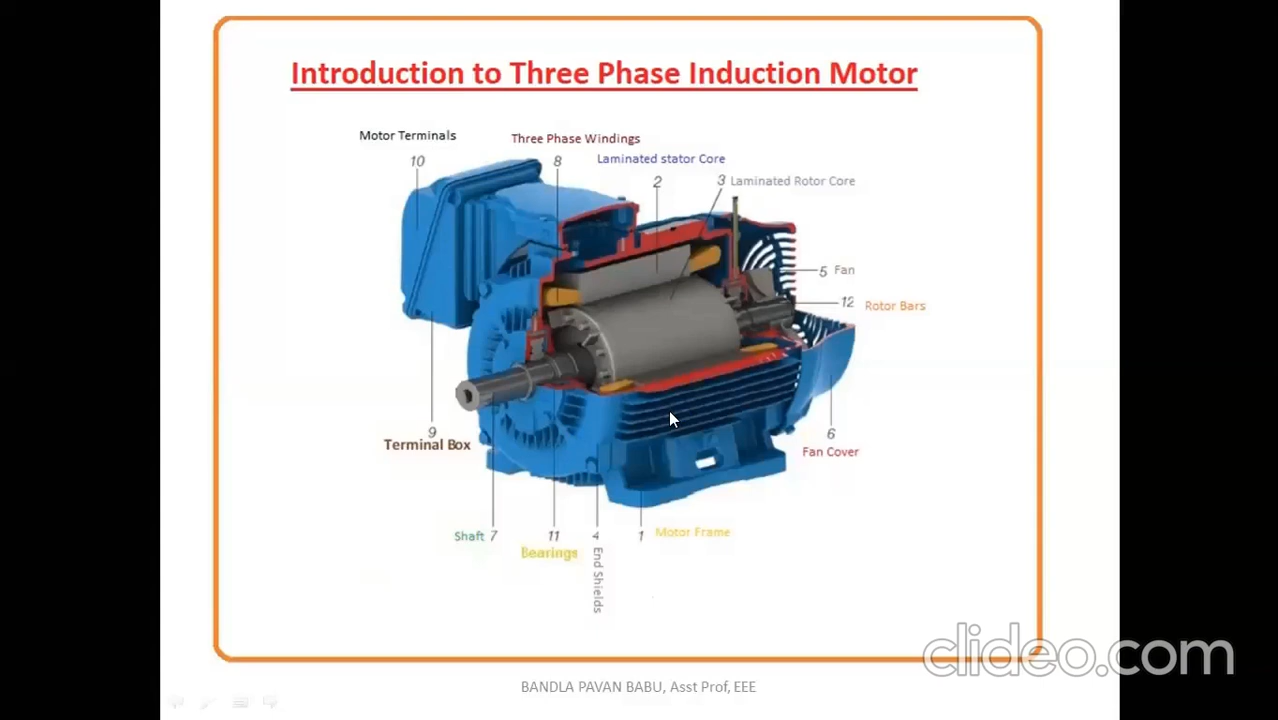 Introduction to Three Phase Induction Motor
Motor Terminals
10
Three Phase Windings
8
Laminated stator Core
2
3 Laminated Rotor Core
5 Fan
12 Rotor Bars
9
Terminal Box
6
Fan Cover
Shaft 7
11
Bearings
4
End Shields
1 Motor Frame
clideo.com
BANDLA PAVAN BABU, Asst Prof, EEE